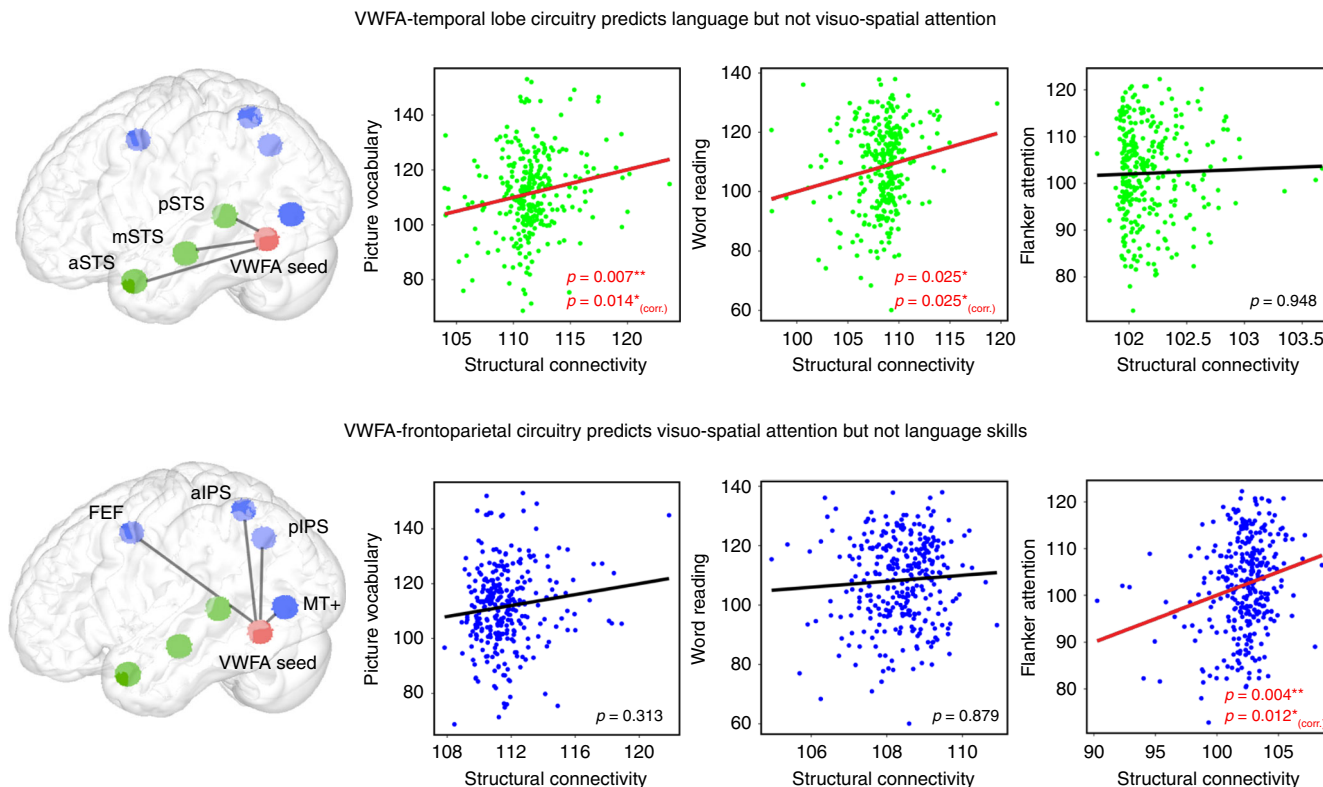 VWFA-temporal lobe circuitry predicts language but not visuo-spatial attention
pSTS
mSTS
aSTS
VWFA seed
Picture vocabulary
140
120
100
80
p = 0.007**
p = 0.014*(corr.)
105 110 115 120
Structural connectivity
Word reading
140
120
100
80
60
p = 0.025*
p = 0.025*(corr.)
100 105 110 115 120
Structural connectivity
Flanker attention
120
110
100
90
80
p = 0.948
102 102.5 103 103.5
Structural connectivity
VWFA-frontoparietal circuitry predicts visuo-spatial attention but not language skills
aIPS
FEF
pIPS
MT+
VWFA seed
Picture vocabulary
140
120
100
80
p = 0.313
108 110 112 114 116 118 120
Structural connectivity
Word reading
140
120
100
80
60
p = 0.879
106 108 110
Structural connectivity
Flanker attention
120
110
100
90
80
p = 0.004**
p = 0.012*(corr.)
90 95 100 105
Structural connectivity